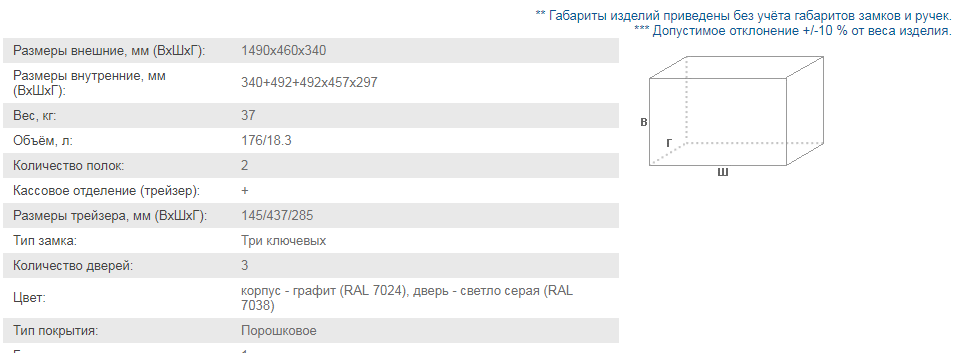 ** Габариты изделий приведены без учёта габаритов замков и ручек.
*** Допустимое отклонение +/-10 % от веса изделия.
Размеры внешние, мм (ВхШхГ): 1490x460x340
Размеры внутренние, мм
(ВхШхГ): 340+492+492x457x297
Вес, кг: 37
Объём, л: 176/18.3
Количество полок: 2
Кассовое отделение (трейзер): +
Размеры трейзера, мм (ВхШхГ): 145/437/285
Тип замка: Три ключевых
Количество дверей: 3
Цвет: корпус - графит (RAL 7024), дверь - светло серая (RAL
7038)
Тип покрытия: Порошковое
В
Г
Ш